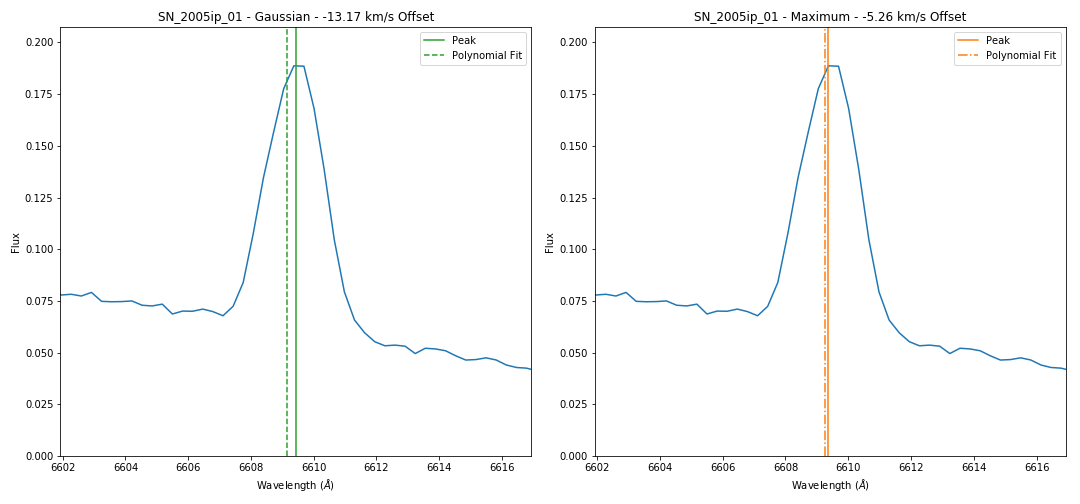 SN_2005ip_01 - Gaussian - -13.17 km/s Offset
Peak
Polynomial Fit
0.200
0.175
0.150
0.125
0.100
0.075
0.050
0.025
0.000
Flux
6602 6604 6606 6608 6610 6612 6614 6616
Wavelength (Å)
SN_2005ip_01 - Maximum - -5.26 km/s Offset
Peak
Polynomial Fit
0.200
0.175
0.150
0.125
0.100
0.075
0.050
0.025
0.000
Flux
6602 6604 6606 6608 6610 6612 6614 6616
Wavelength (Å)